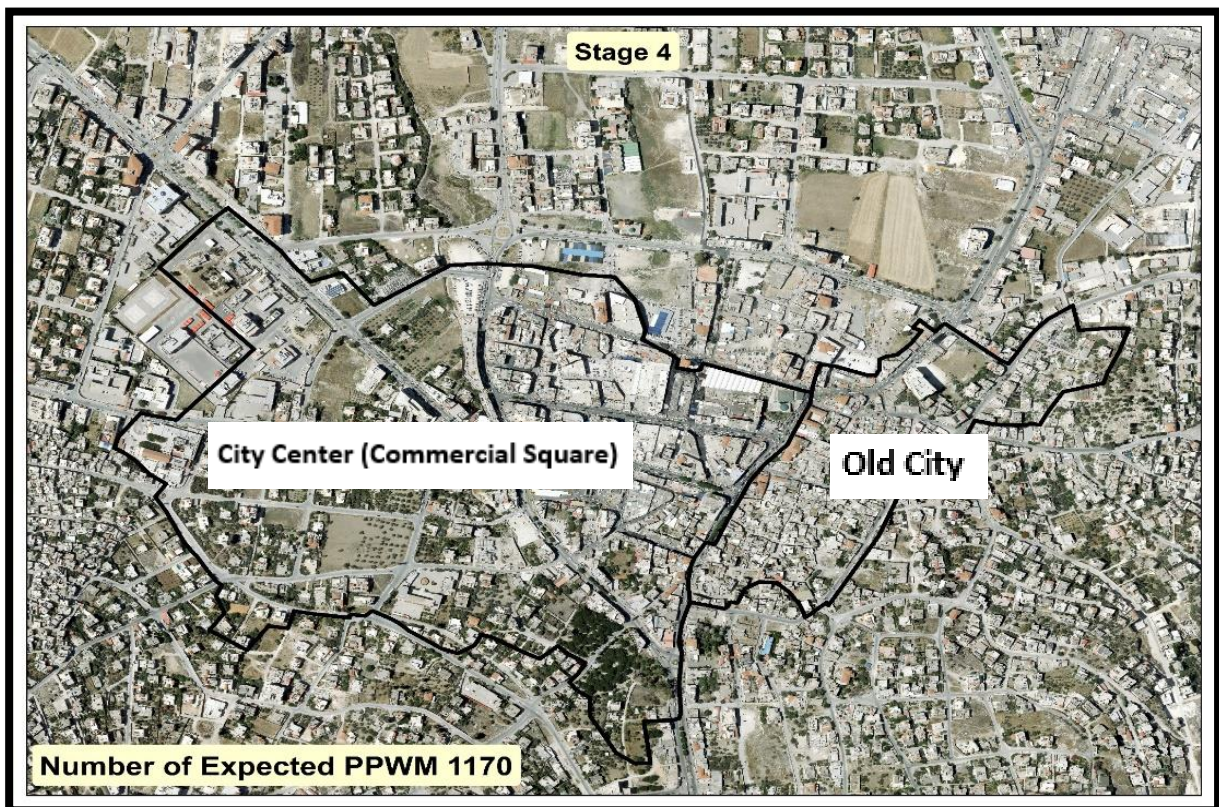 Stage 4
City Center (Commercial Square)
Old City
Number of Expected PPWM 1170